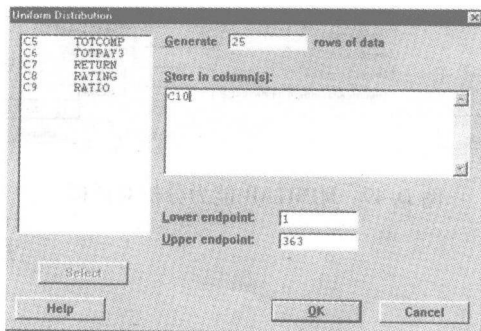 Uniform Distribution
C5 TOTCOMP
C6 TOTPAY3
C7 RETURN
C8 RATING
C9 RATIO
Generate 25 rows of data
Store in column(s):
C10
Lower endpoint: 1
Upper endpoint: 363
Select
Help
OK
Cancel